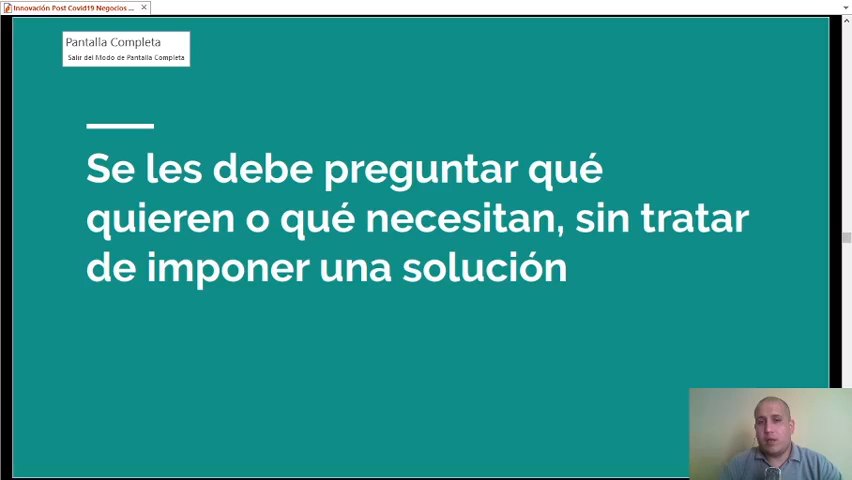 Innovación Post Covid19 Negocios ...
Pantalla Completa
Salir del Modo de Pantalla Completa
Se les debe preguntar qué
quieren o qué necesitan, sin tratar
de imponer una solución